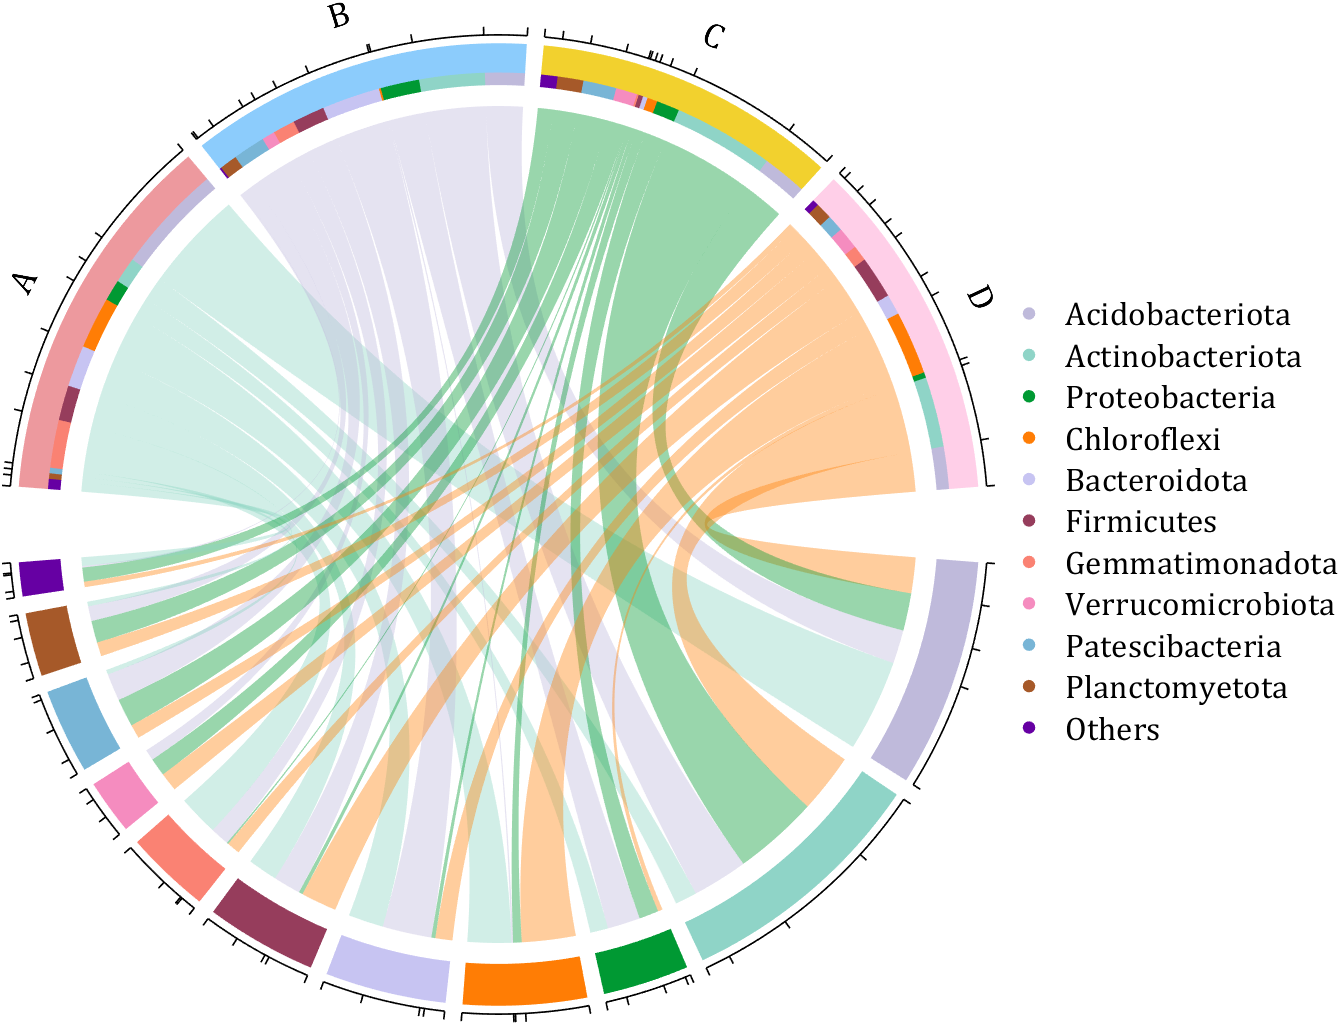 A
B
C
D
Acidobacteriota
Actinobacteriota
Proteobacteria
Chloroflexi
Bacteroidota
Firmicutes
Gemmatimonadota
Verrucomicrobiota
Patescibacteria
Planctomyetota
Others